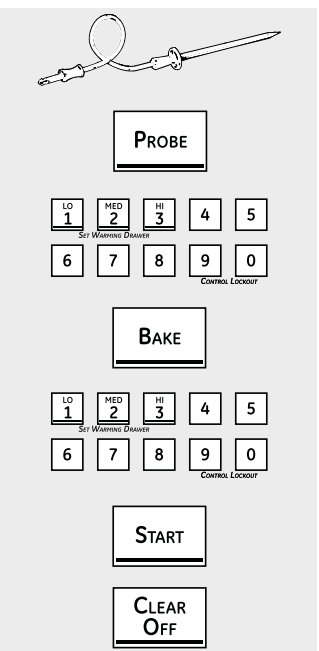 PROBE
LO MED HI
1 2 3 4 5
SET WARMING DRAWER
6 7 8 9 0
CONTROL LOCKOUT
BAKE
LO MED HI
1 2 3 4 5
SET WARMING DRAWER
6 7 8 9 0
CONTROL LOCKOUT
START
CLEAR
OFF